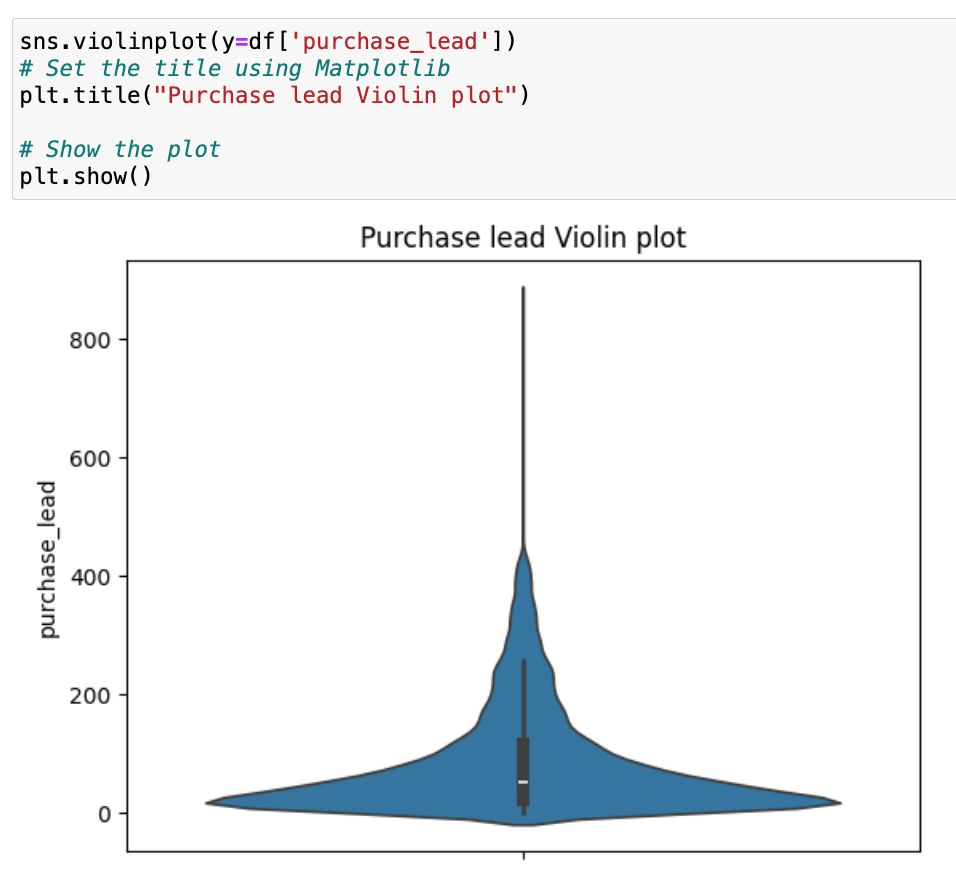 sns.violinplot(y=df['purchase_lead'])
# Set the title using Matplotlib
plt.title("Purchase lead Violin plot")
# Show the plot
plt.show()
Purchase lead Violin plot
800
600
400
200
0
purchase_lead